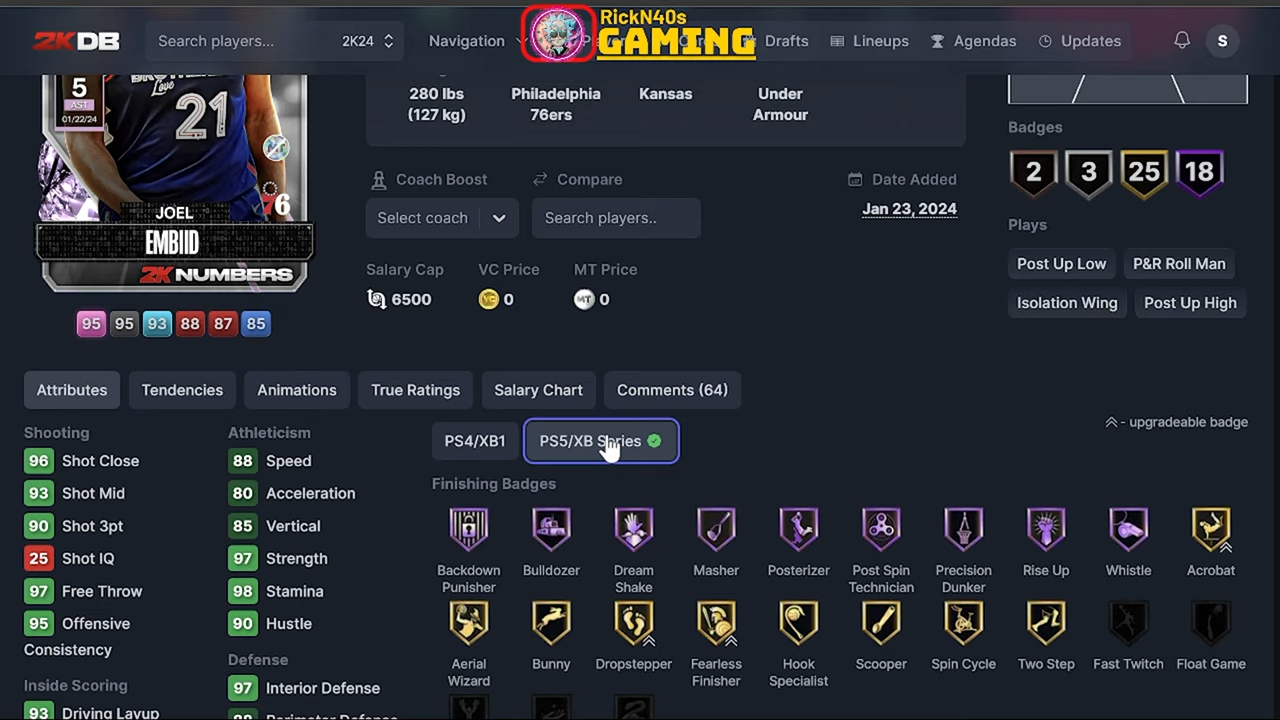 2KDB
Search players...
2K24
Navigation
RickN40s
GAMING
Drafts
Lineups
Agendas
Updates
S
5
AST
01/22/24
Love
21
76
JOEL
EMBIID
2K NUMBERS
95 95 93 88 87 85
280 lbs
(127 kg)
Philadelphia
76ers
Kansas
Under
Armour
Coach Boost
Compare
Date Added
Select coach
Search players..
Jan 23, 2024
Salary Cap
VC Price
MT Price
6500
VC 0
MT 0
Badges
2 3 25 18
Plays
Post Up Low
P&R Roll Man
Isolation Wing
Post Up High
Attributes
Tendencies
Animations
True Ratings
Salary Chart
Comments (64)
- upgradeable badge
Shooting
96 Shot Close
93 Shot Mid
90 Shot 3pt
25 Shot IQ
97 Free Throw
95 Offensive
Consistency
Inside Scoring
93 Driving Layup
Athleticism
88 Speed
80 Acceleration
85 Vertical
97 Strength
98 Stamina
90 Hustle
Defense
97 Interior Defense
88 Perimeter Defense
PS4/XB1
PS5/XB Series
Finishing Badges
Backdown
Punisher
Bulldozer
Dream
Shake
Masher
Posterizer
Post Spin
Technician
Precision
Dunker
Rise Up
Whistle
Acrobat
Aerial
Wizard
Bunny
Dropstepper
Fearless
Finisher
Hook
Specialist
Scooper
Spin Cycle
Two Step
Fast Twitch
Float Game